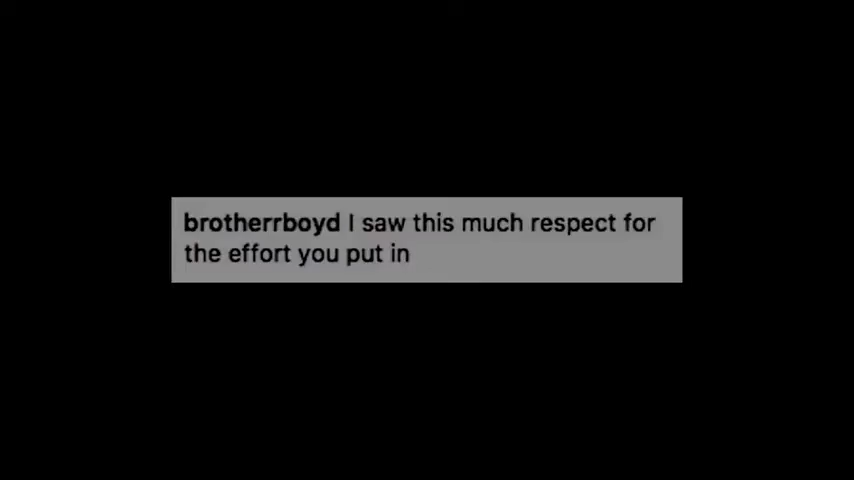 brotherrboyd I saw this much respect for
the effort you put in